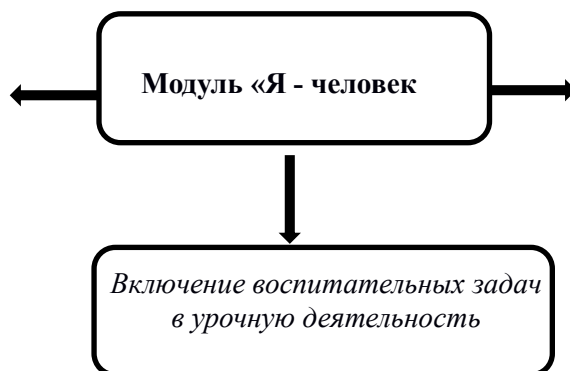 Модуль «Я - человек
Включение воспитательных задач
в урочную деятельность